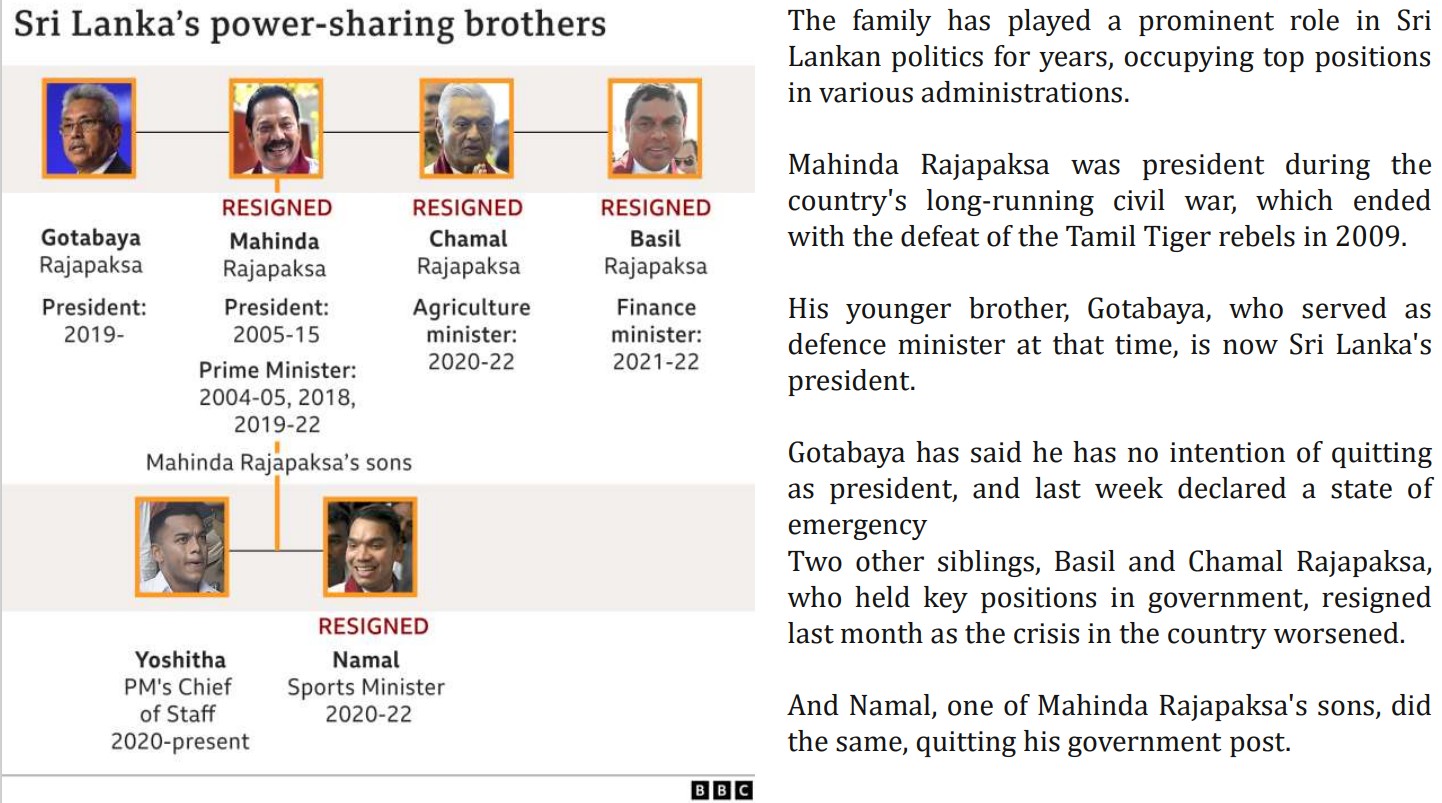 Sri Lanka's power-sharing brothers
RESIGNED
RESIGNED
RESIGNED
Gotabaya
Rajapaksa
President:
2019-
Mahinda
Rajapaksa
President:
2005-15
Prime Minister:
2004-05, 2018,
2019-22
Chamal
Rajapaksa
Agriculture
minister:
2020-22
Basil
Rajapaksa
Finance
minister:
2021-22
Mahinda Rajapaksa's sons
RESIGNED
Yoshitha
PM's Chief
of Staff
2020-present
Namal
Sports Minister
2020-22
BBC
The family has played a prominent role in Sri
Lankan politics for years, occupying top positions
in various administrations.
Mahinda Rajapaksa was president during the
country's long-running civil war, which ended
with the defeat of the Tamil Tiger rebels in 2009.
His younger brother, Gotabaya, who served as
defence minister at that time, is now Sri Lanka's
president.
Gotabaya has said he has no intention of quitting
as president, and last week declared a state of
emergency
Two other siblings, Basil and Chamal Rajapaksa,
who held key positions in government, resigned
last month as the crisis in the country worsened.
And Namal, one of Mahinda Rajapaksa's sons, did
the same, quitting his government post.